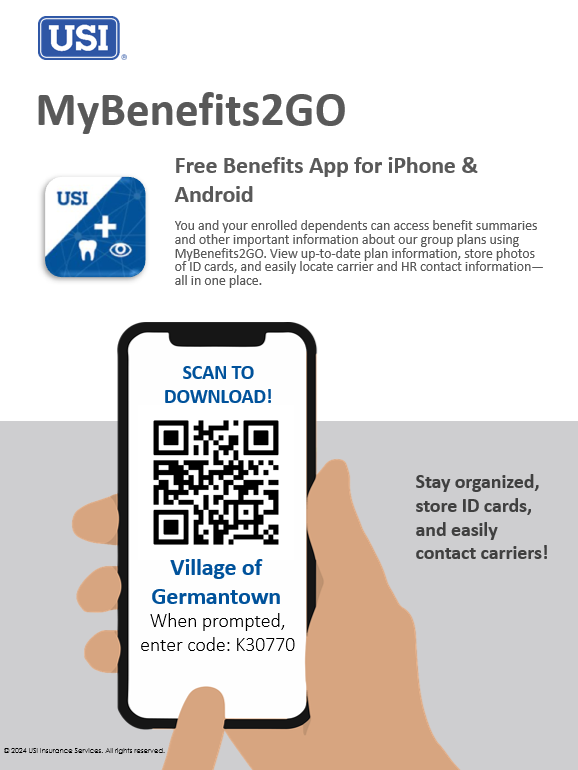 USI
®
MyBenefits2GO
Free Benefits App for iPhone &
Android
USI
You and your enrolled dependents can access benefit summaries
and other important information about our group plans using
MyBenefits2GO. View up-to-date plan information, store photos
of ID cards, and easily locate carrier and HR contact information—
all in one place.
SCAN TO
DOWNLOAD!
Village of
Germantown
When prompted,
enter code: K30770
Stay organized,
store ID cards,
and easily
contact carriers!
© 2024 USI Insurance Services. All rights reserved.